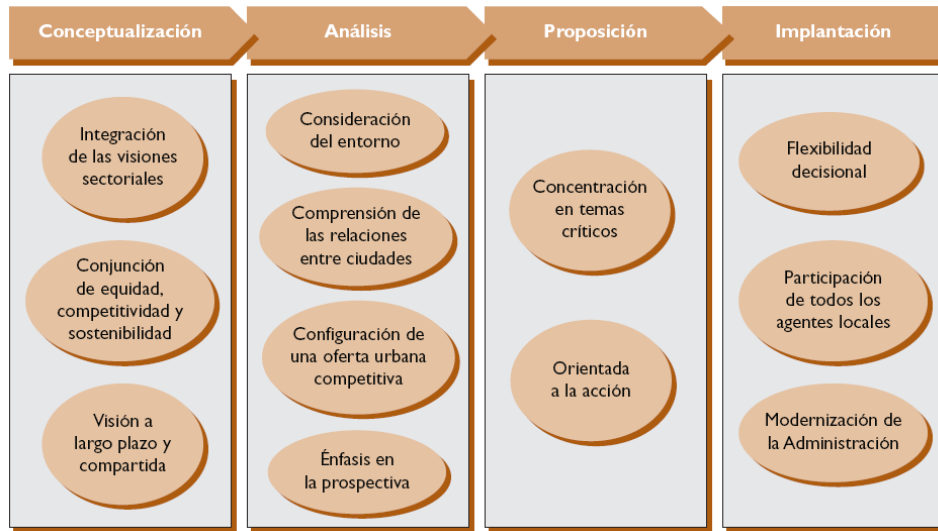 Conceptualización
Análisis
Proposición
Implantación
Integración
de las visiones
sectoriales
Conjunción
de equidad,
competitividad y
sostenibilidad
Visión a
largo plazo y
compartida
Consideración
del entorno
Comprensión de
las relaciones
entre ciudades
Configuración de
una oferta urbana
competitiva
Énfasis en
la prospectiva
Concentración
en temas
críticos
Orientada
a la acción
Flexibilidad
decisional
Participación
de todos los
agentes locales
Modernización de
la Administración